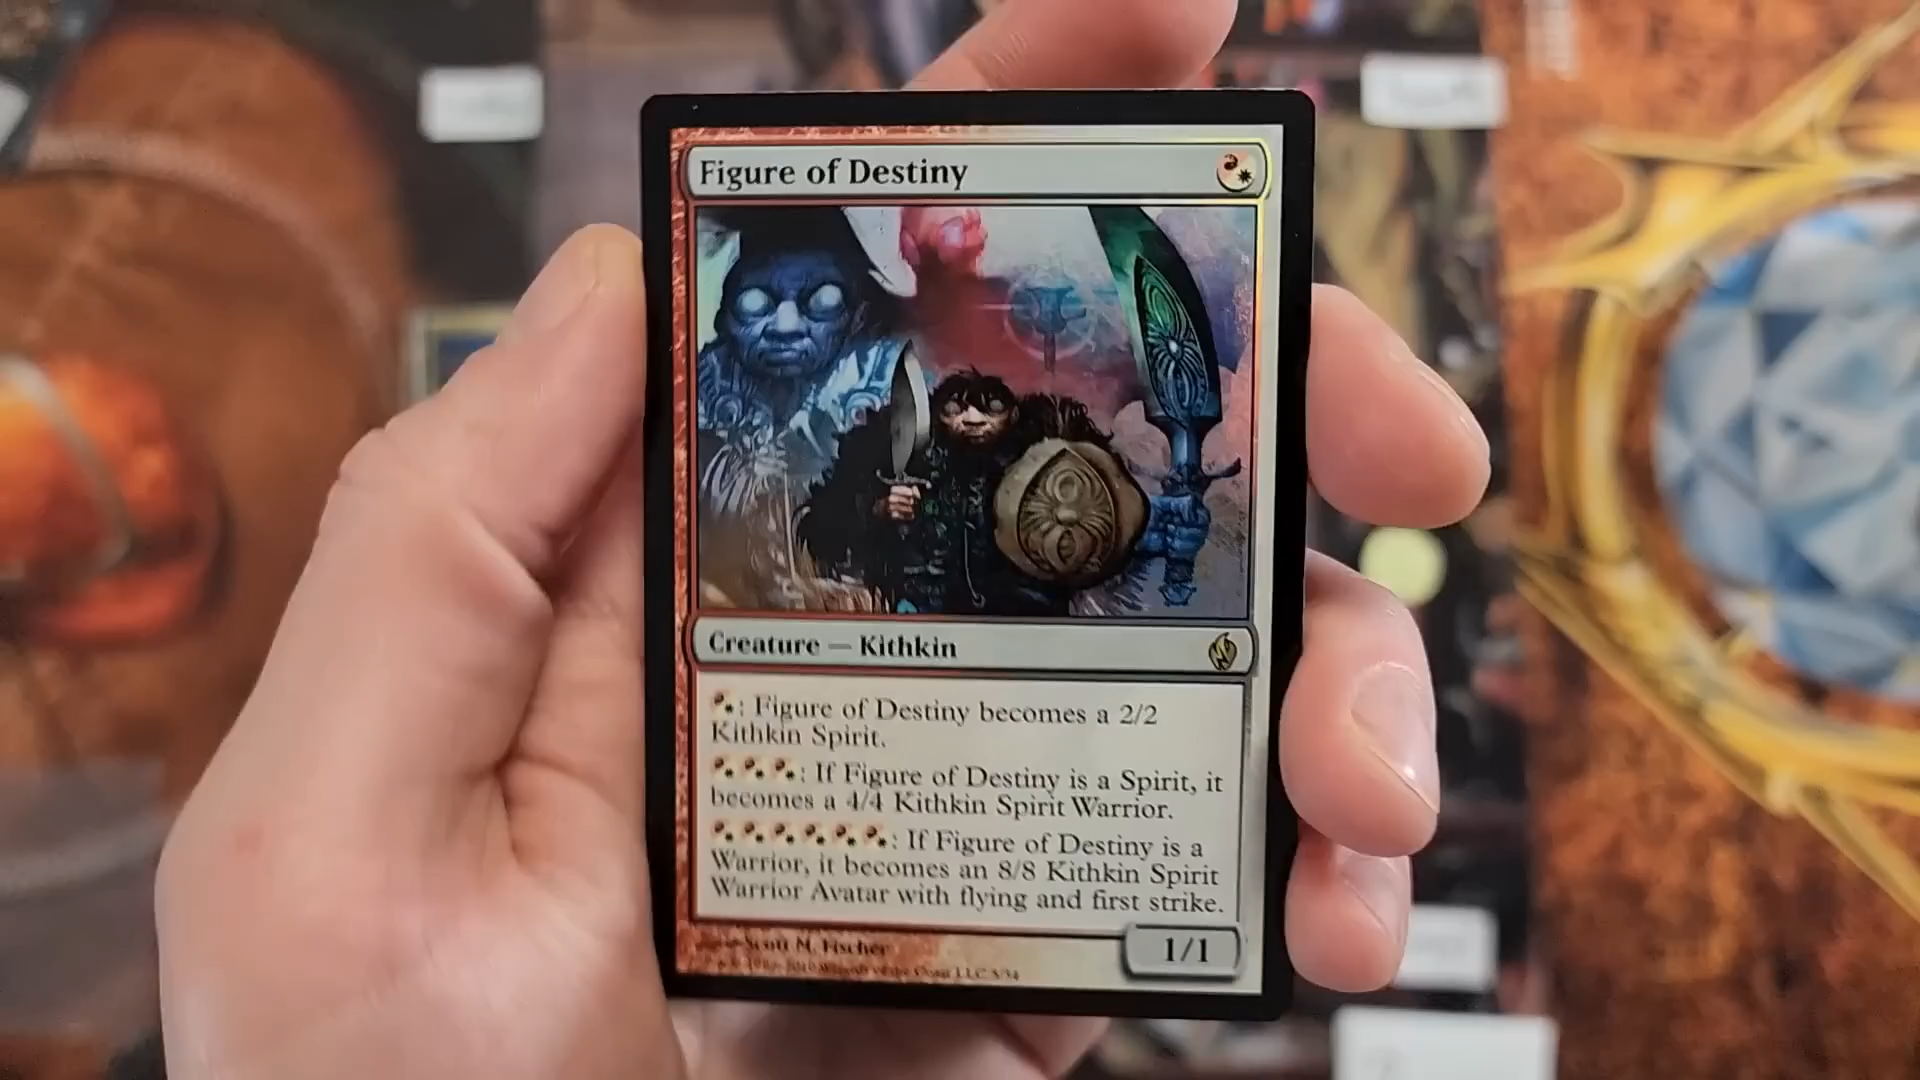 Figure of Destiny
Creature — Kithkin
: Figure of Destiny becomes a 2/2
Kithkin Spirit.
: If Figure of Destiny is a Spirit, it
becomes a 4/4 Kithkin Spirit Warrior.
: If Figure of Destiny is a
Warrior, it becomes an 8/8 Kithkin Spirit
Warrior Avatar with flying and first strike.
Scott M. Fischer
1/1